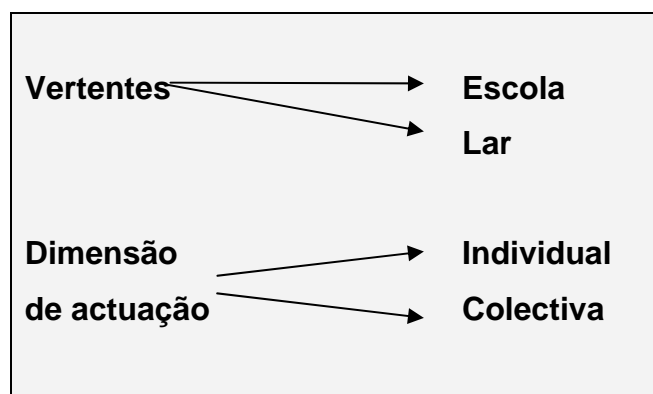 Vertentes Escola
Lar
Dimensão Individual
de actuação Colectiva